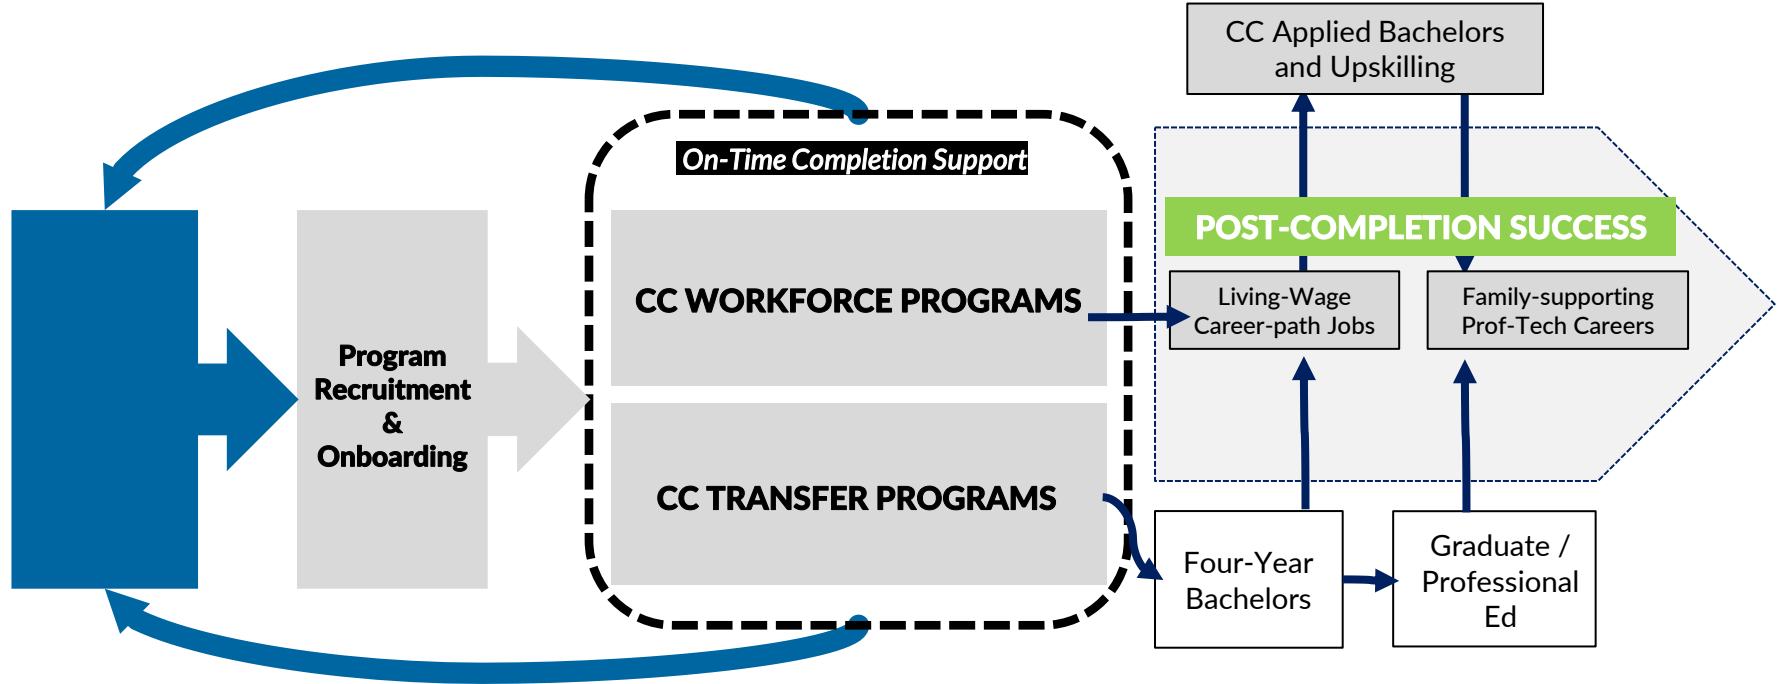 CC Applied Bachelors
and Upskilling
On-Time Completion Support
POST-COMPLETION SUCCESS
CC WORKFORCE PROGRAMS
Living-Wage
Career-path Jobs
Family-supporting
Prof-Tech Careers
Program
Recruitment
&
Onboarding
CC TRANSFER PROGRAMS
Four-Year
Bachelors
Graduate /
Professional
Ed